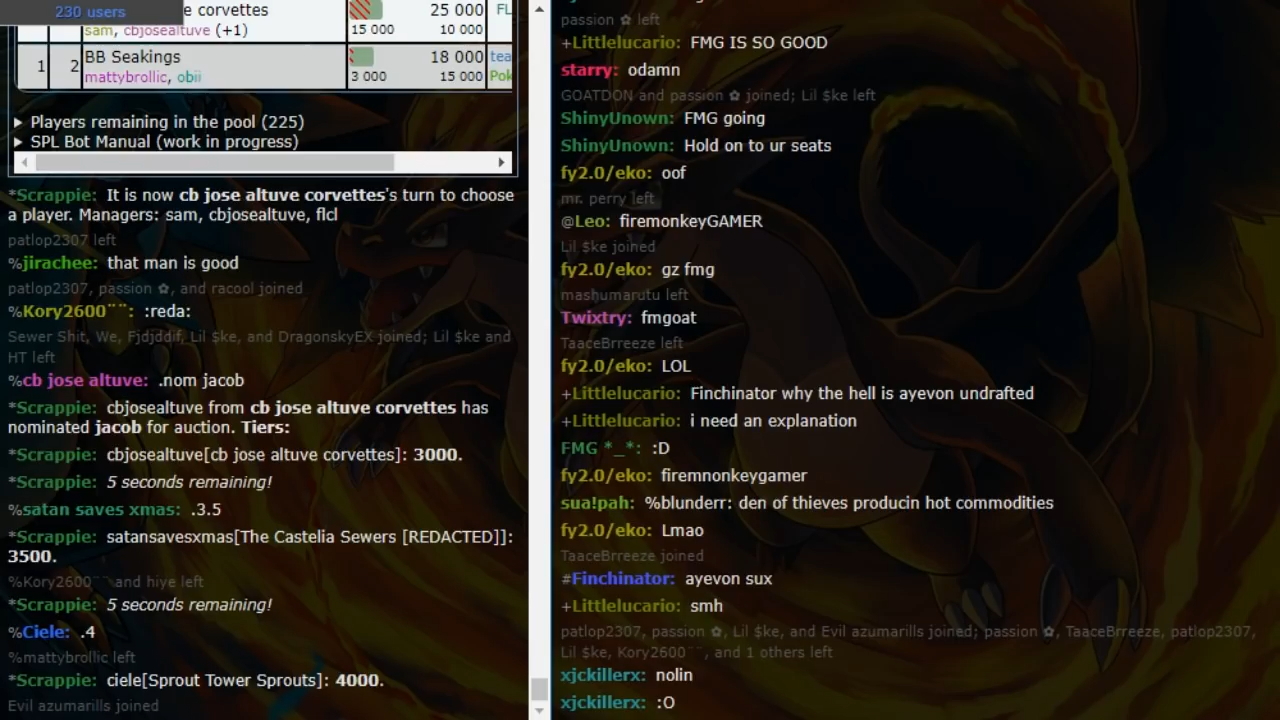 230 users
e corvettes
25 000
FL
sam, cbjosealtuve (+1)
15 000
10 000
1
2
BB Seakings
18 000
tea
mattybrollic, obii
3 000
15 000
Pok
▶ Players remaining in the pool (225)
▶ SPL Bot Manual (work in progress)
*Scrappie: It is now cb jose altuve corvettes's turn to choose
a player. Managers: sam, cbjosealtuve, flcl
patlop2307 left
%jirachee: that man is good
patlop2307, passion ✿, and racool joined
%Kory2600¨¨: :reda:
Sewer Shit, We, Fjdjddif, Lil $ke, and DragonskyEX joined; Lil $ke and
HT left
%cb jose altuve: .nom jacob
*Scrappie: cbjosealtuve from cb jose altuve corvettes has
nominated jacob for auction. Tiers:
*Scrappie: cbjosealtuve[cb jose altuve corvettes]: 3000.
*Scrappie: 5 seconds remaining!
%satan saves xmas: .3.5
*Scrappie: satansavesxmas[The Castelia Sewers [REDACTED]]:
3500.
%Kory2600¨¨ and hiye left
*Scrappie: 5 seconds remaining!
%Ciele: .4
%mattybrollic left
*Scrappie: ciele[Sprout Tower Sprouts]: 4000.
Evil azumarills joined
passion ✿ left
+Littlelucario: FMG IS SO GOOD
starry: odamn
GOATDON and passion ✿ joined; Lil $ke left
ShinyUnown: FMG going
ShinyUnown: Hold on to ur seats
fy2.0/eko: oof
mr. perry left
@Leo: firemonkeyGAMER
Lil $ke joined
fy2.0/eko: gz fmg
mashumarutu left
Twixtry: fmgoat
TaaceBrreeze left
fy2.0/eko: LOL
+Littlelucario: Finchinator why the hell is ayevon undrafted
+Littlelucario: i need an explanation
FMG *_*: :D
fy2.0/eko: firemnonkeygamer
sua!pah: %blunderr: den of thieves producin hot commodities
fy2.0/eko: Lmao
TaaceBrreeze joined
#Finchinator: ayevon sux
+Littlelucario: smh
patlop2307, passion ✿, Lil $ke, and Evil azumarills joined; passion ✿, TaaceBrreeze, patlop2307,
Lil $ke, Kory2600¨¨, and 1 others left
xjckillerx: nolin
xjckillerx: :O